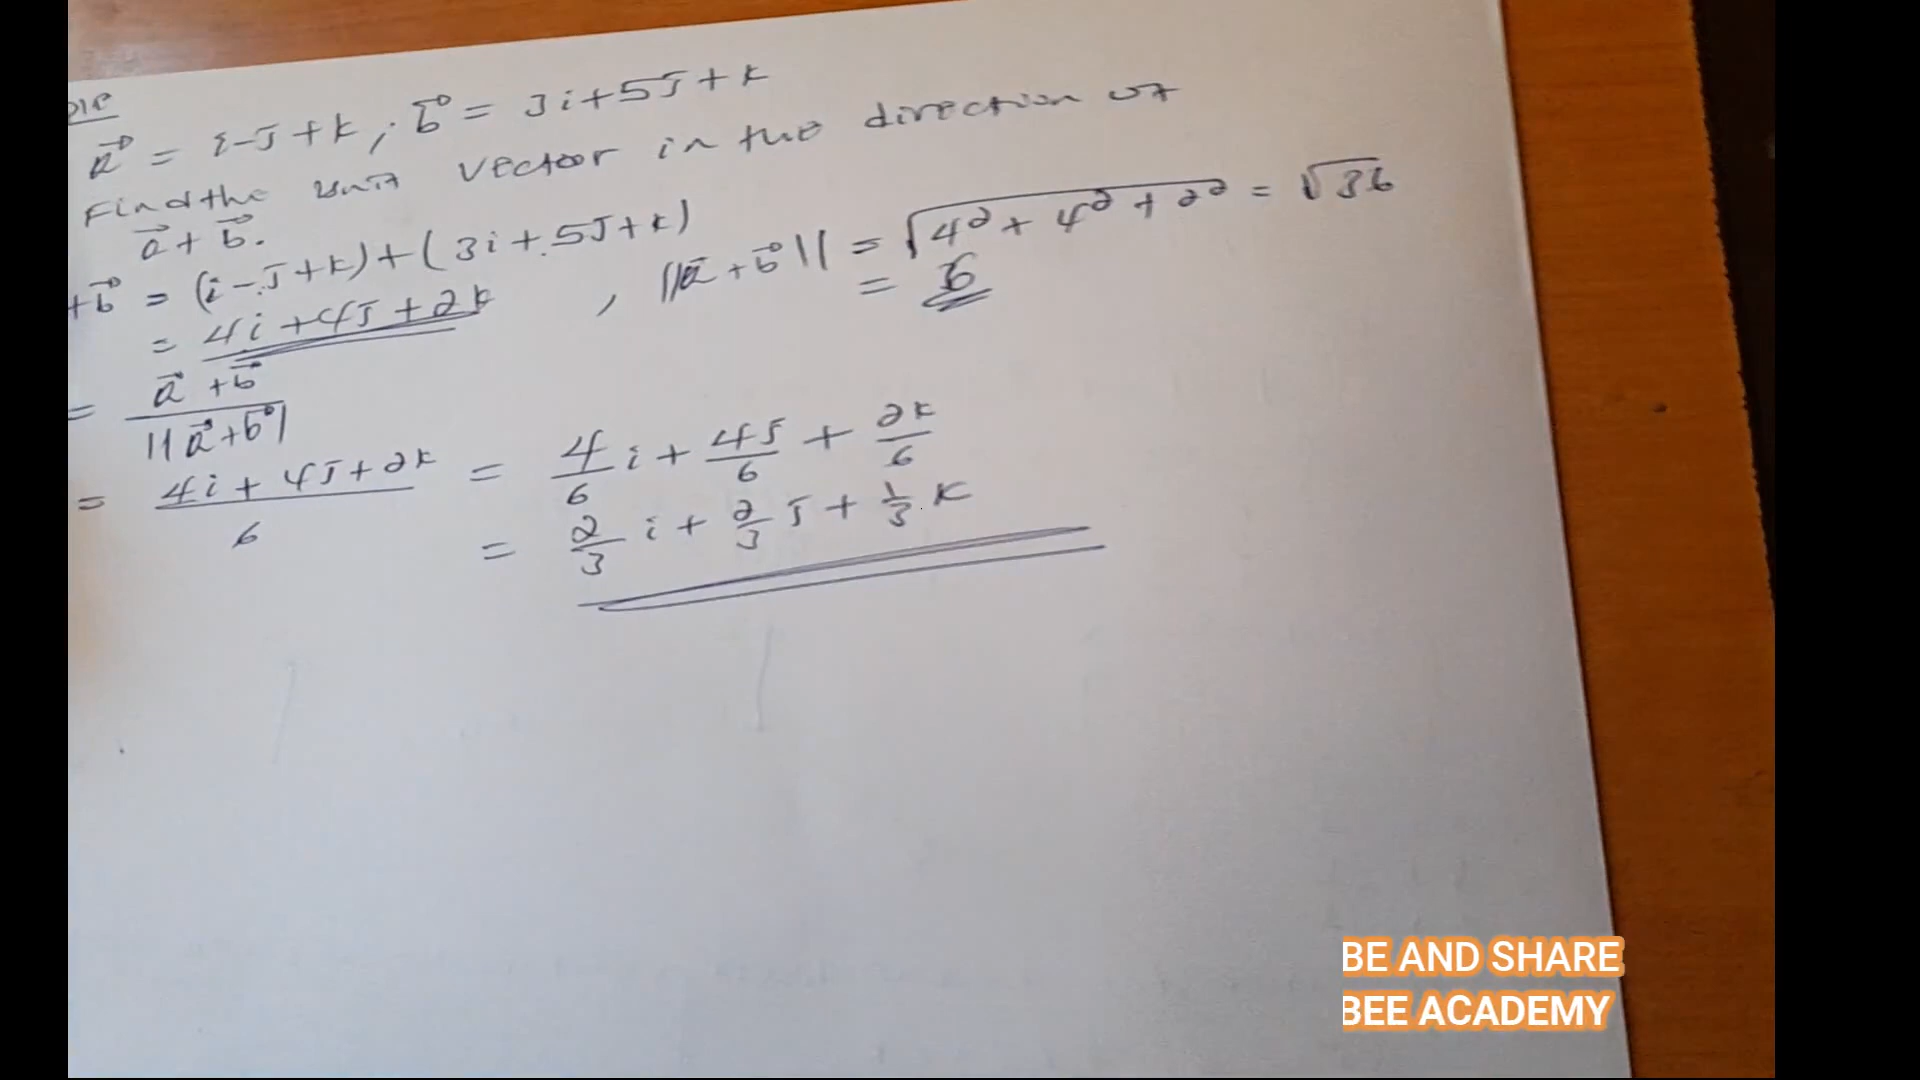 ple
a⃗ = i-J+k, b⃗ = 3i+5J+k
Find the unit vector in the direction of
a⃗ + b⃗.
+b⃗ = (i-J+k)+(3i+5J+k)
= 4i+4J+2k , ||a⃗+b⃗|| = √4²+4²+2² = √36
= 6
= a⃗+b⃗ / ||a⃗+b⃗|
= 4i+4J+2k / 6 = 4/6 i + 4J/6 + 2k/6
= 2/3 i + 2/3 J + 1/3 k
BE AND SHARE
BEE ACADEMY